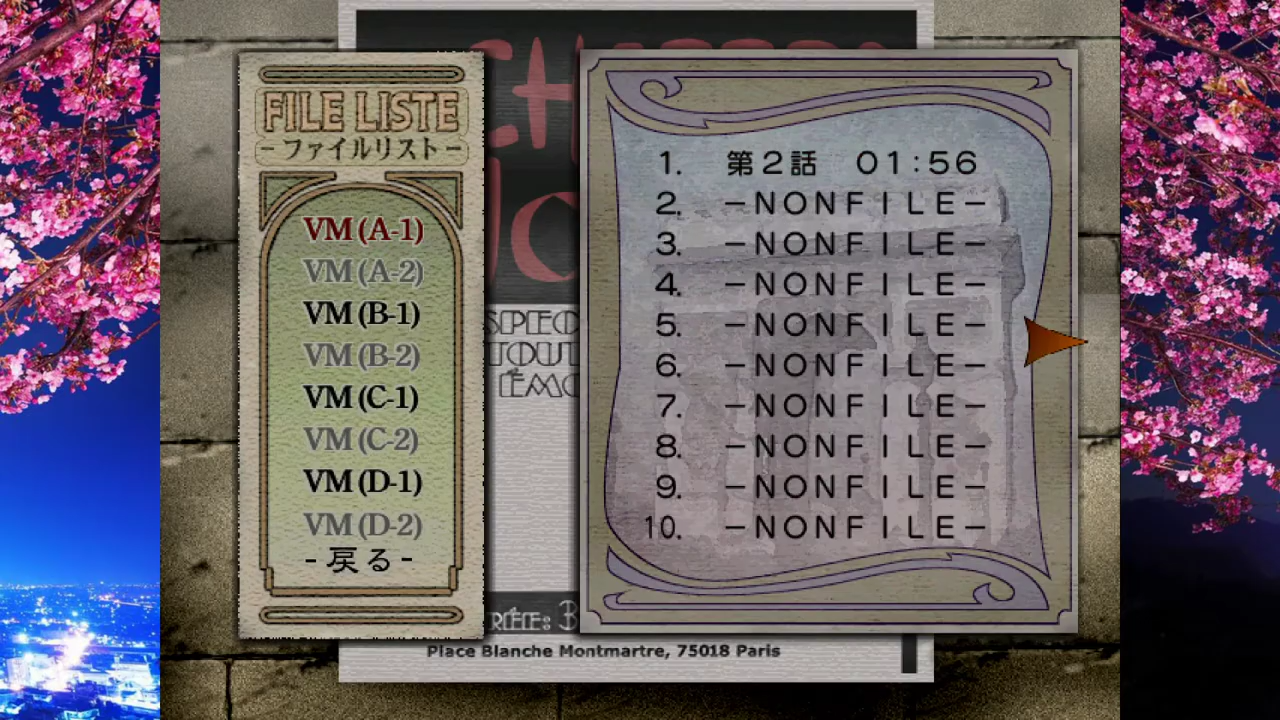 FILE LISTE
-ファイルリスト-
VM(A-1)
VM(A-2)
VM(B-1)
VM(B-2)
VM(C-1)
VM(C-2)
VM(D-1)
VM(D-2)
-戻る-
1. 第２話 01:56
2. -NONFILE-
3. -NONFILE-
4. -NONFILE-
5. -NONFILE-
6. -NONFILE-
7. -NONFILE-
8. -NONFILE-
9. -NONFILE-
10. -NONFILE-
Place Blanche Montmartre, 75018 Paris